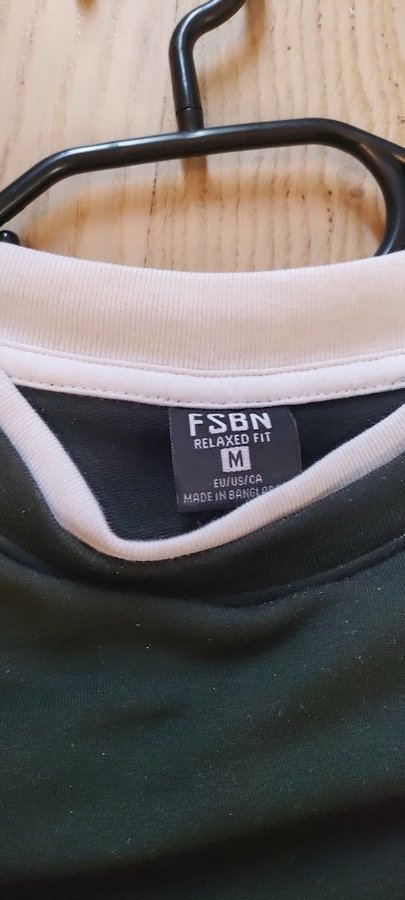 FSBN
RELAXED FIT
M
EU/US/CA
MADE IN